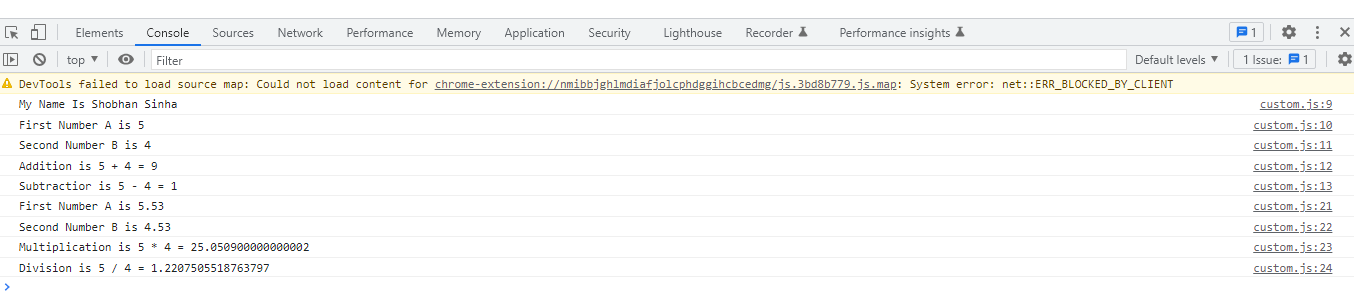 Elements Console Sources Network Performance Memory Application Security Lighthouse Recorder Performance insights 1
top Filter Default levels 1 Issue: 1
DevTools failed to load source map: Could not load content for chrome-extension://nmibbjghlmdiafjolcphdggihcbcedmg/js.3bd8b779.js.map: System error: net::ERR_BLOCKED_BY_CLIENT
My Name Is Shobhan Sinha custom.js:9
First Number A is 5 custom.js:10
Second Number B is 4 custom.js:11
Addition is 5 + 4 = 9 custom.js:12
Subtractior is 5 - 4 = 1 custom.js:13
First Number A is 5.53 custom.js:21
Second Number B is 4.53 custom.js:22
Multiplication is 5 * 4 = 25.050900000000002 custom.js:23
Division is 5 / 4 = 1.2207505518763797 custom.js:24